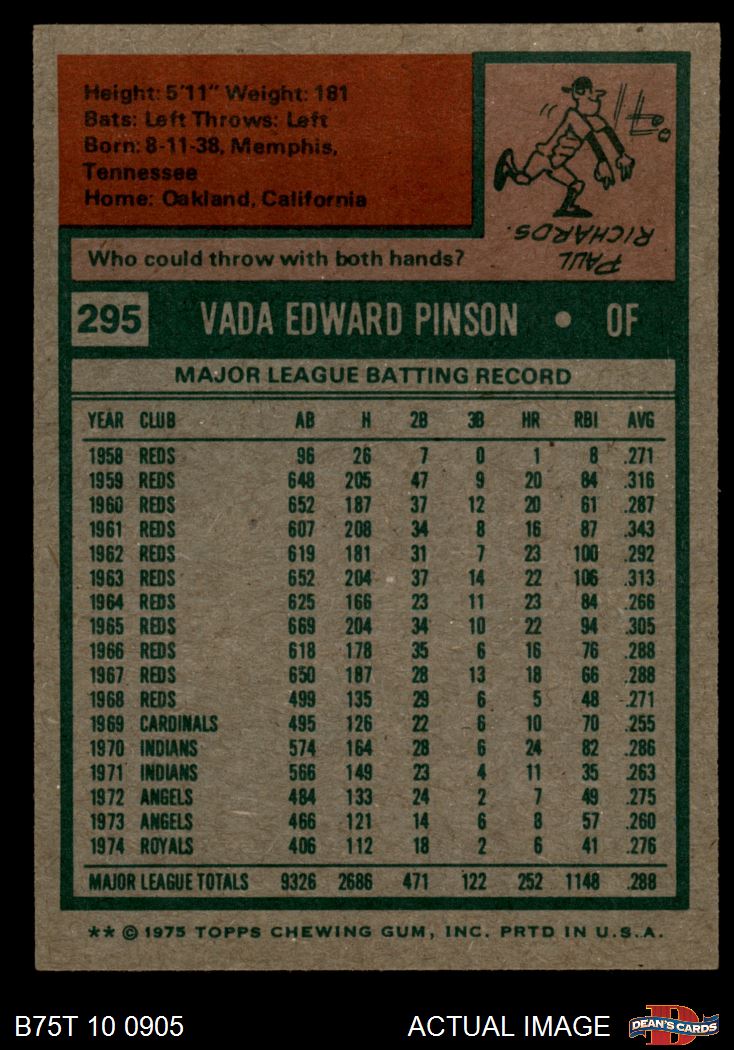 Height: 5'11" Weight: 181
Bats: Left Throws: Left
Born: 8-11-38, Memphis,
Tennessee
Home: Oakland, California
Who could throw with both hands?
PAUL
RICHARDS.
295 VADA EDWARD PINSON • OF
MAJOR LEAGUE BATTING RECORD
YEAR CLUB AB H 2B 3B HR RBI AVG
1958 REDS 96 26 7 0 1 8 .271
1959 REDS 648 205 47 9 20 84 .316
1960 REDS 652 187 37 12 20 61 .287
1961 REDS 607 208 34 8 16 87 .343
1962 REDS 619 181 31 7 23 100 .292
1963 REDS 652 204 37 14 22 106 .313
1964 REDS 625 166 23 11 23 84 .266
1965 REDS 669 204 34 10 22 94 .305
1966 REDS 618 178 35 6 16 76 .288
1967 REDS 650 187 28 13 18 66 .288
1968 REDS 499 135 29 6 5 48 .271
1969 CARDINALS 495 126 22 6 10 70 .255
1970 INDIANS 574 164 28 6 24 82 .286
1971 INDIANS 566 149 23 4 11 35 .263
1972 ANGELS 484 133 24 2 7 49 .275
1973 ANGELS 466 121 14 6 8 57 .260
1974 ROYALS 406 112 18 2 6 41 .276
MAJOR LEAGUE TOTALS 9326 2686 471 122 252 1148 .288
** © 1975 TOPPS CHEWING GUM, INC. PRTD IN U.S.A.
B75T 10 0905 ACTUAL IMAGE DEAN'S CARDS